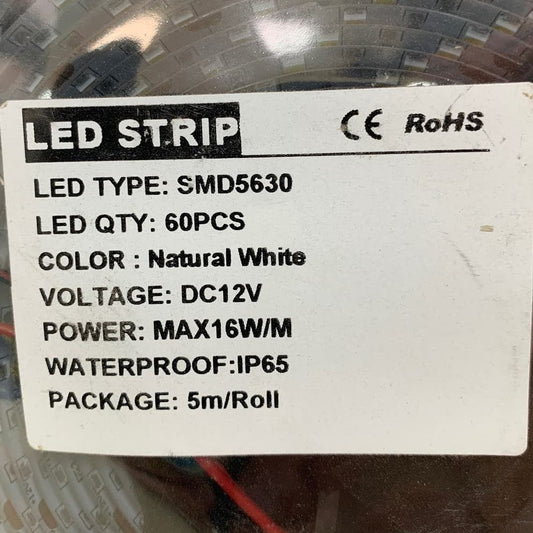 LED STRIP CE RoHS
LED TYPE: SMD5630
LED QTY: 60PCS
COLOR : Natural White
VOLTAGE: DC12V
POWER: MAX16W/M
WATERPROOF:IP65
PACKAGE: 5m/Roll